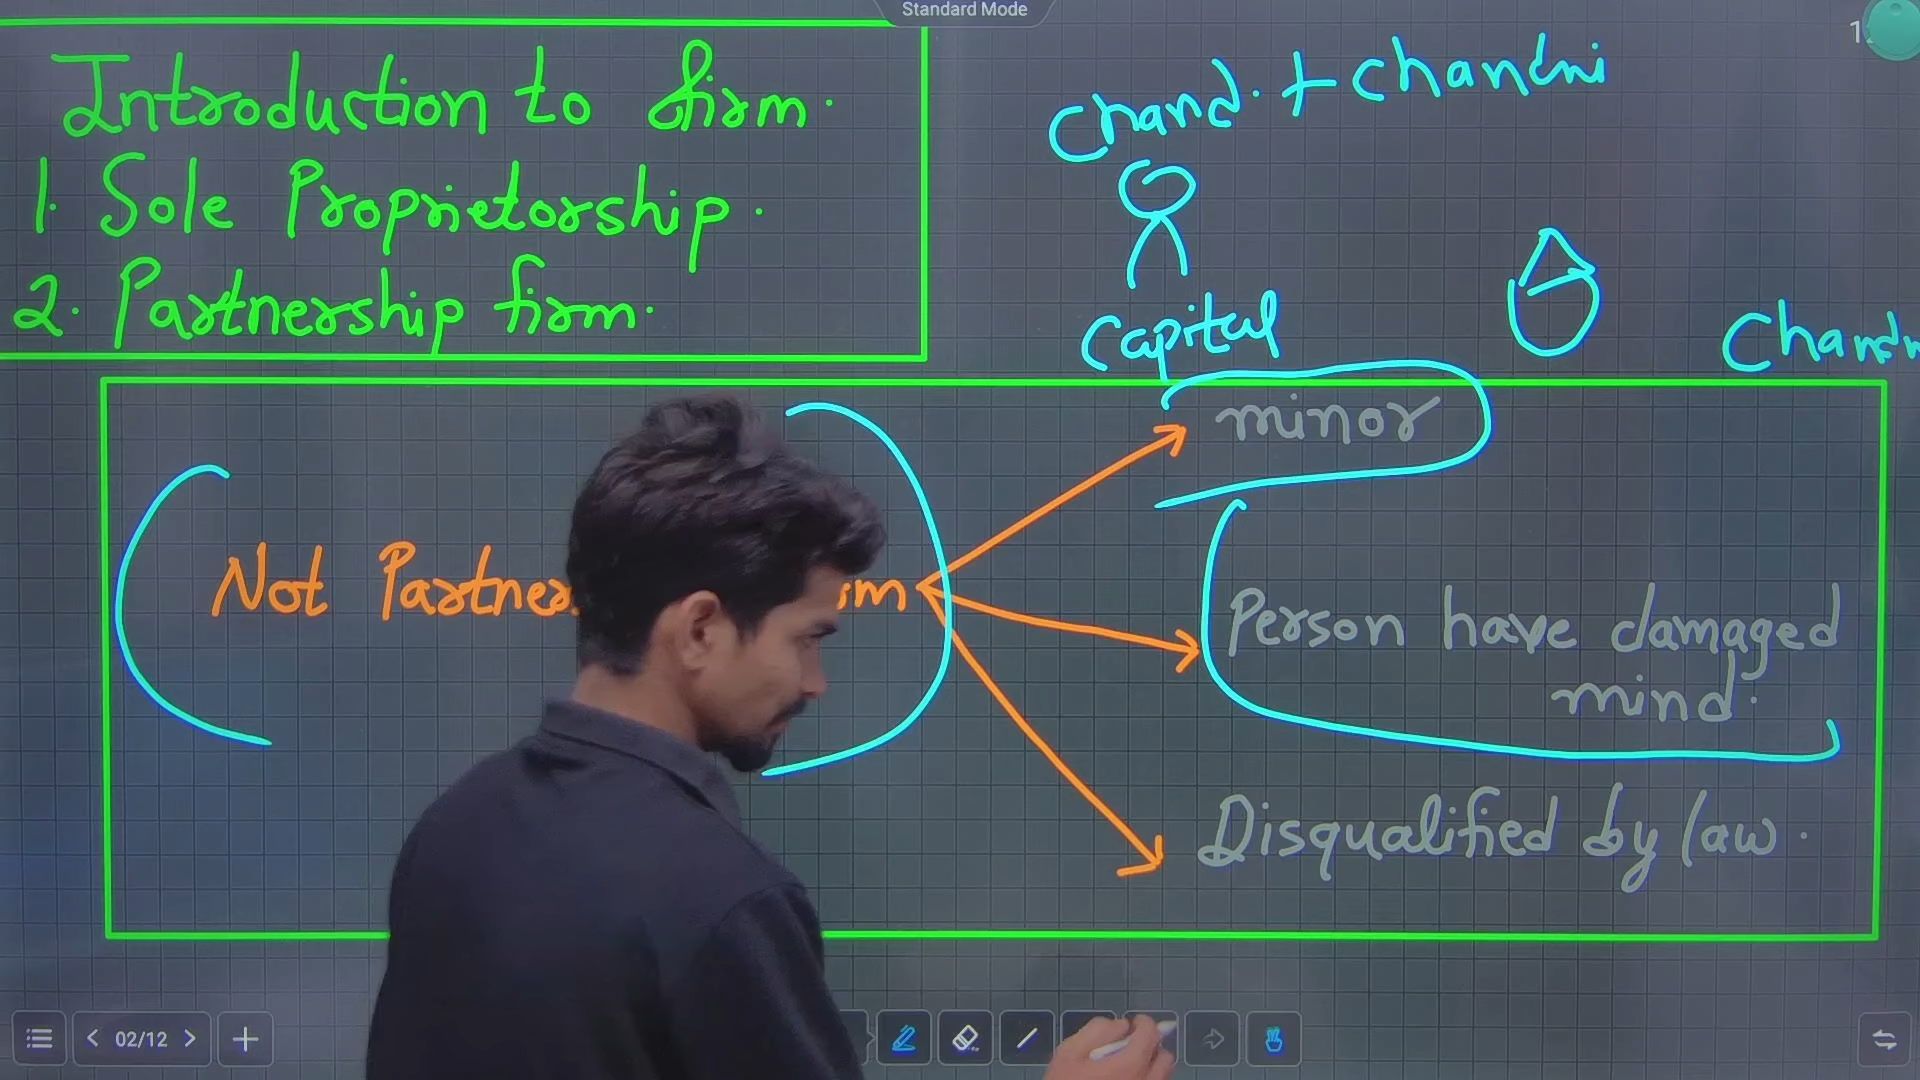 Standard Mode
Introduction to firm.
1. Sole Proprietorship.
2. Partnership firm.
Chand. + Chandni
Capital
minor
Not Partner
Person have damaged
mind.
Disqualified by law.
02/12